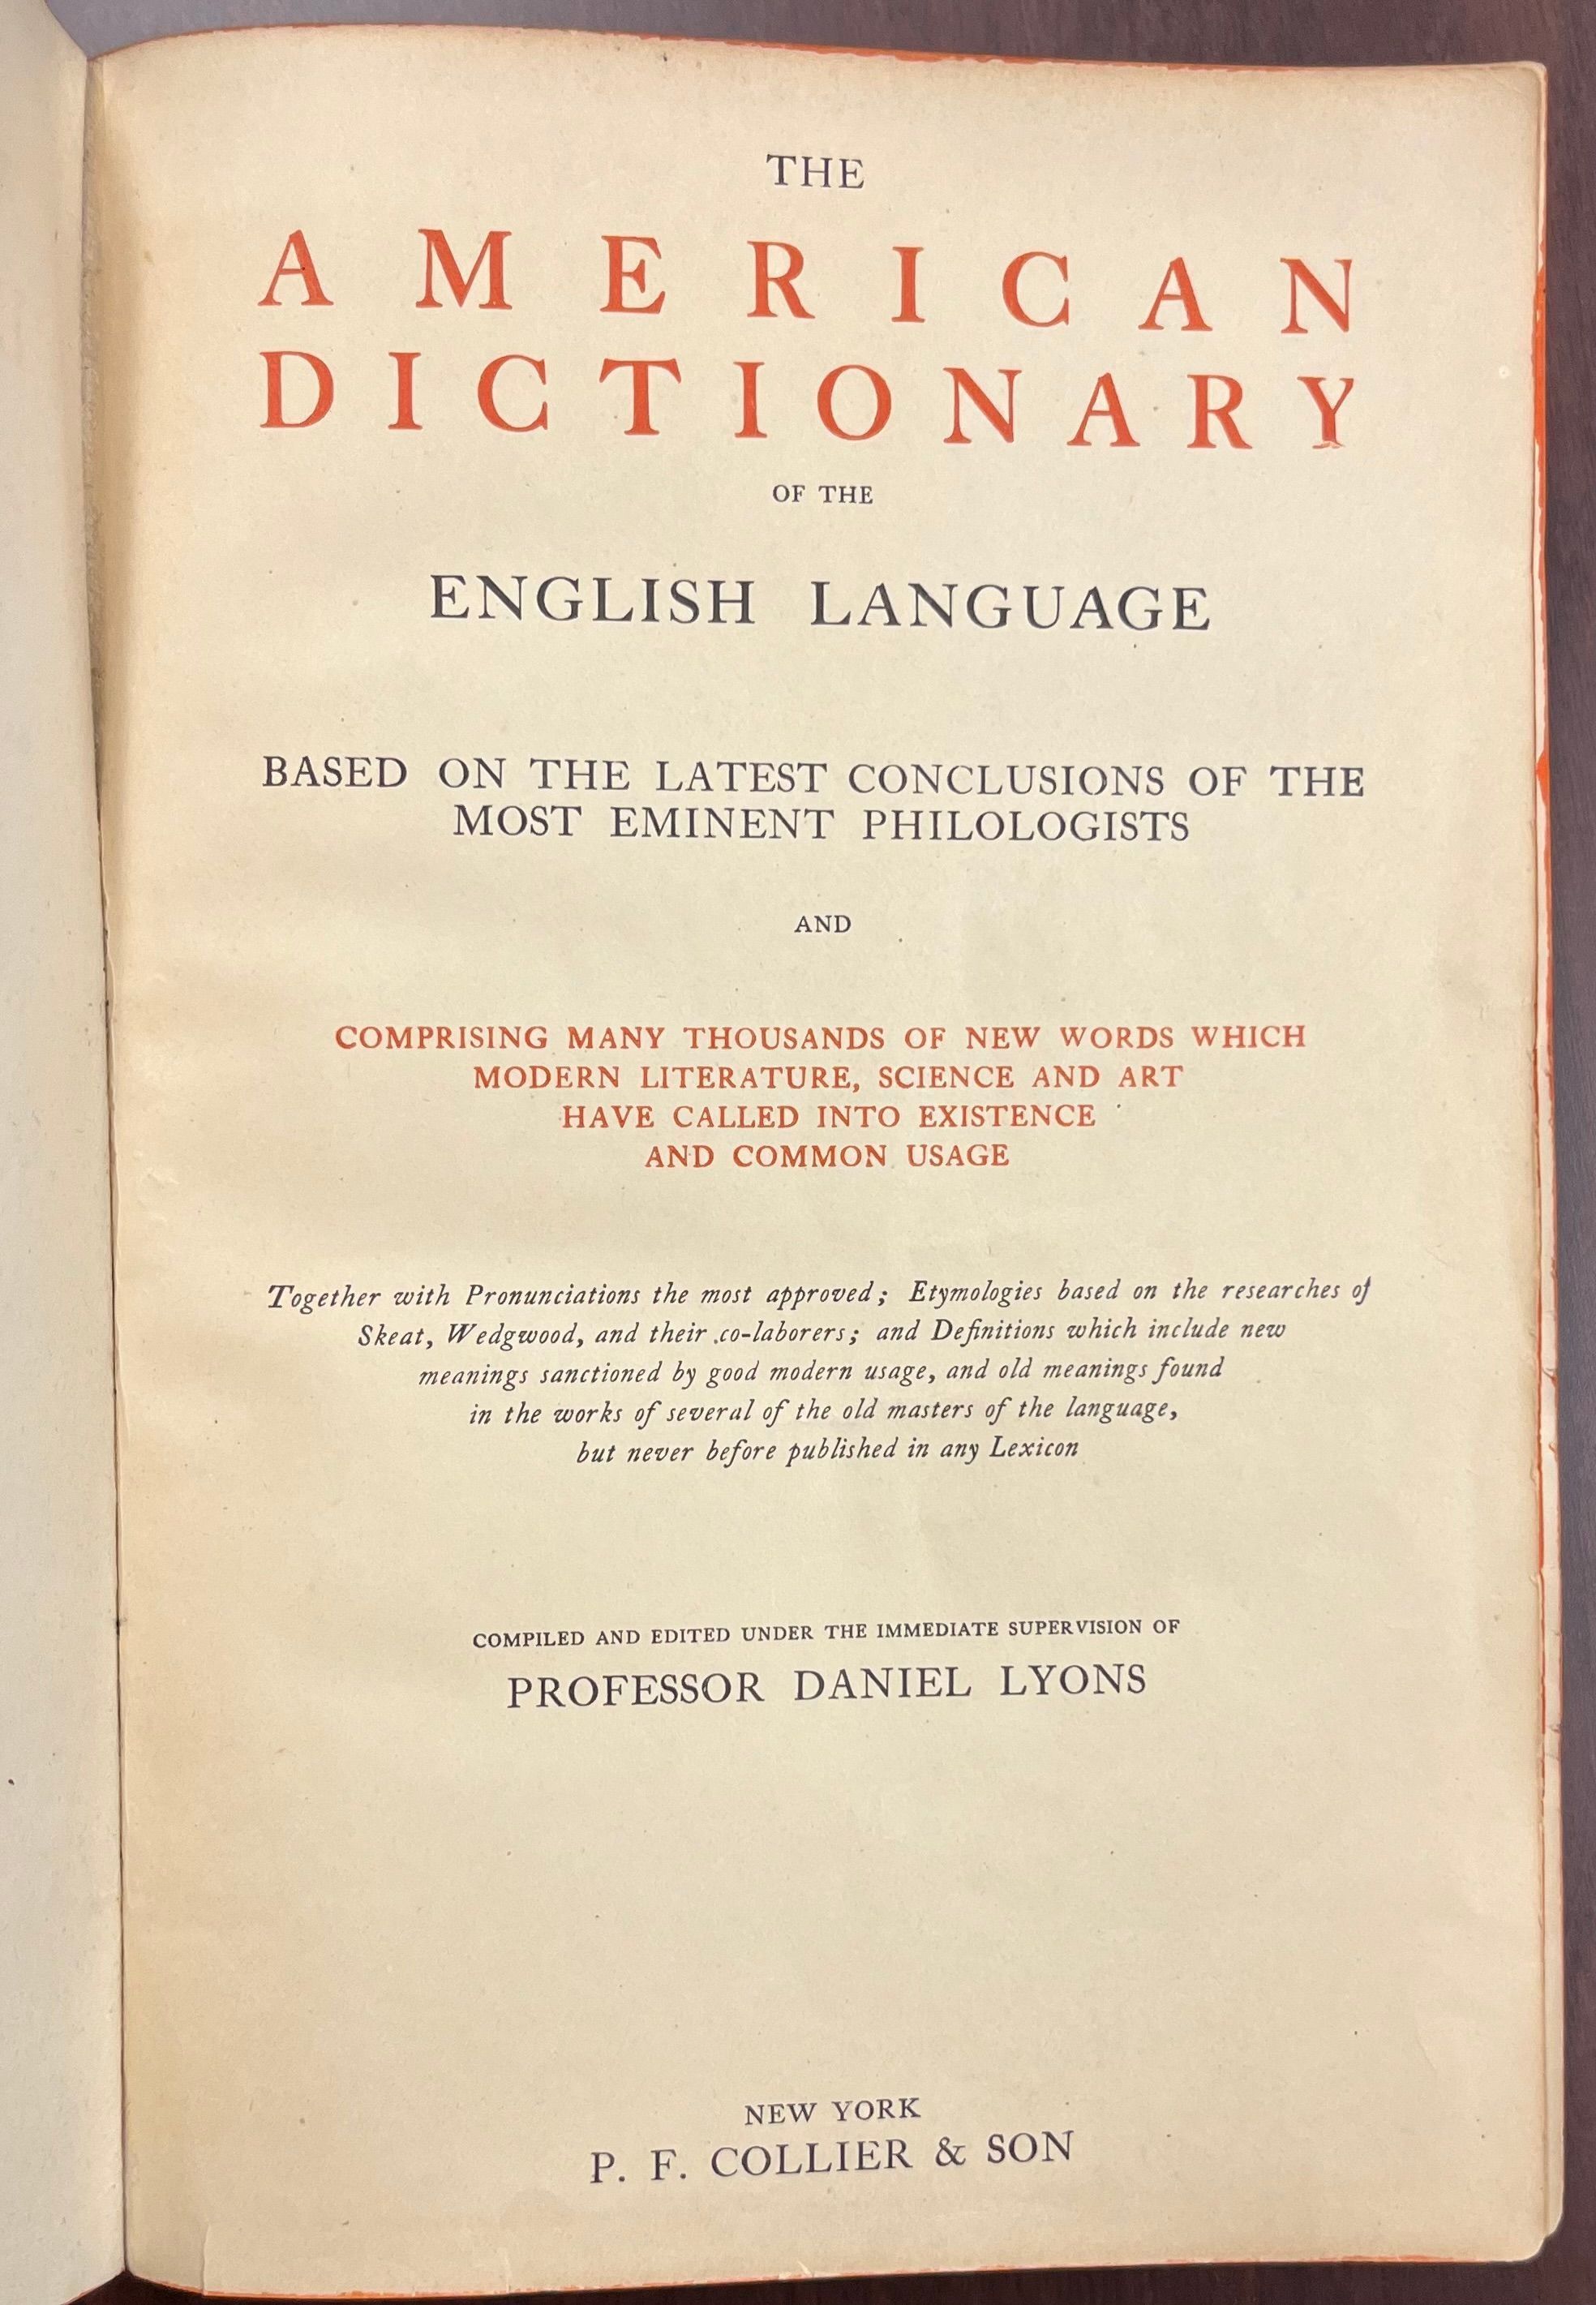 THE
AMERICAN
DICTIONARY
OF THE
ENGLISH LANGUAGE
BASED ON THE LATEST CONCLUSIONS OF THE
MOST EMINENT PHILOLOGISTS
AND
COMPRISING MANY THOUSANDS OF NEW WORDS WHICH
MODERN LITERATURE, SCIENCE AND ART
HAVE CALLED INTO EXISTENCE
AND COMMON USAGE
Together with Pronunciations the most approved; Etymologies based on the researches of
Skeat, Wedgwood, and their co-laborers; and Definitions which include new
meanings sanctioned by good modern usage, and old meanings found
in the works of several of the old masters of the language,
but never before published in any Lexicon
COMPILED AND EDITED UNDER THE IMMEDIATE SUPERVISION OF
PROFESSOR DANIEL LYONS
NEW YORK
P. F. COLLIER & SON